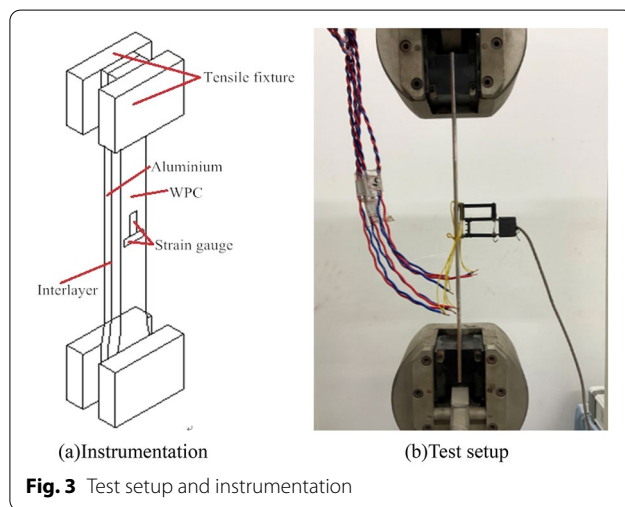 Tensile fixture
Aluminium
WPC
Strain gauge
Interlayer
(a)Instrumentation
(b)Test setup
Fig. 3 Test setup and instrumentation